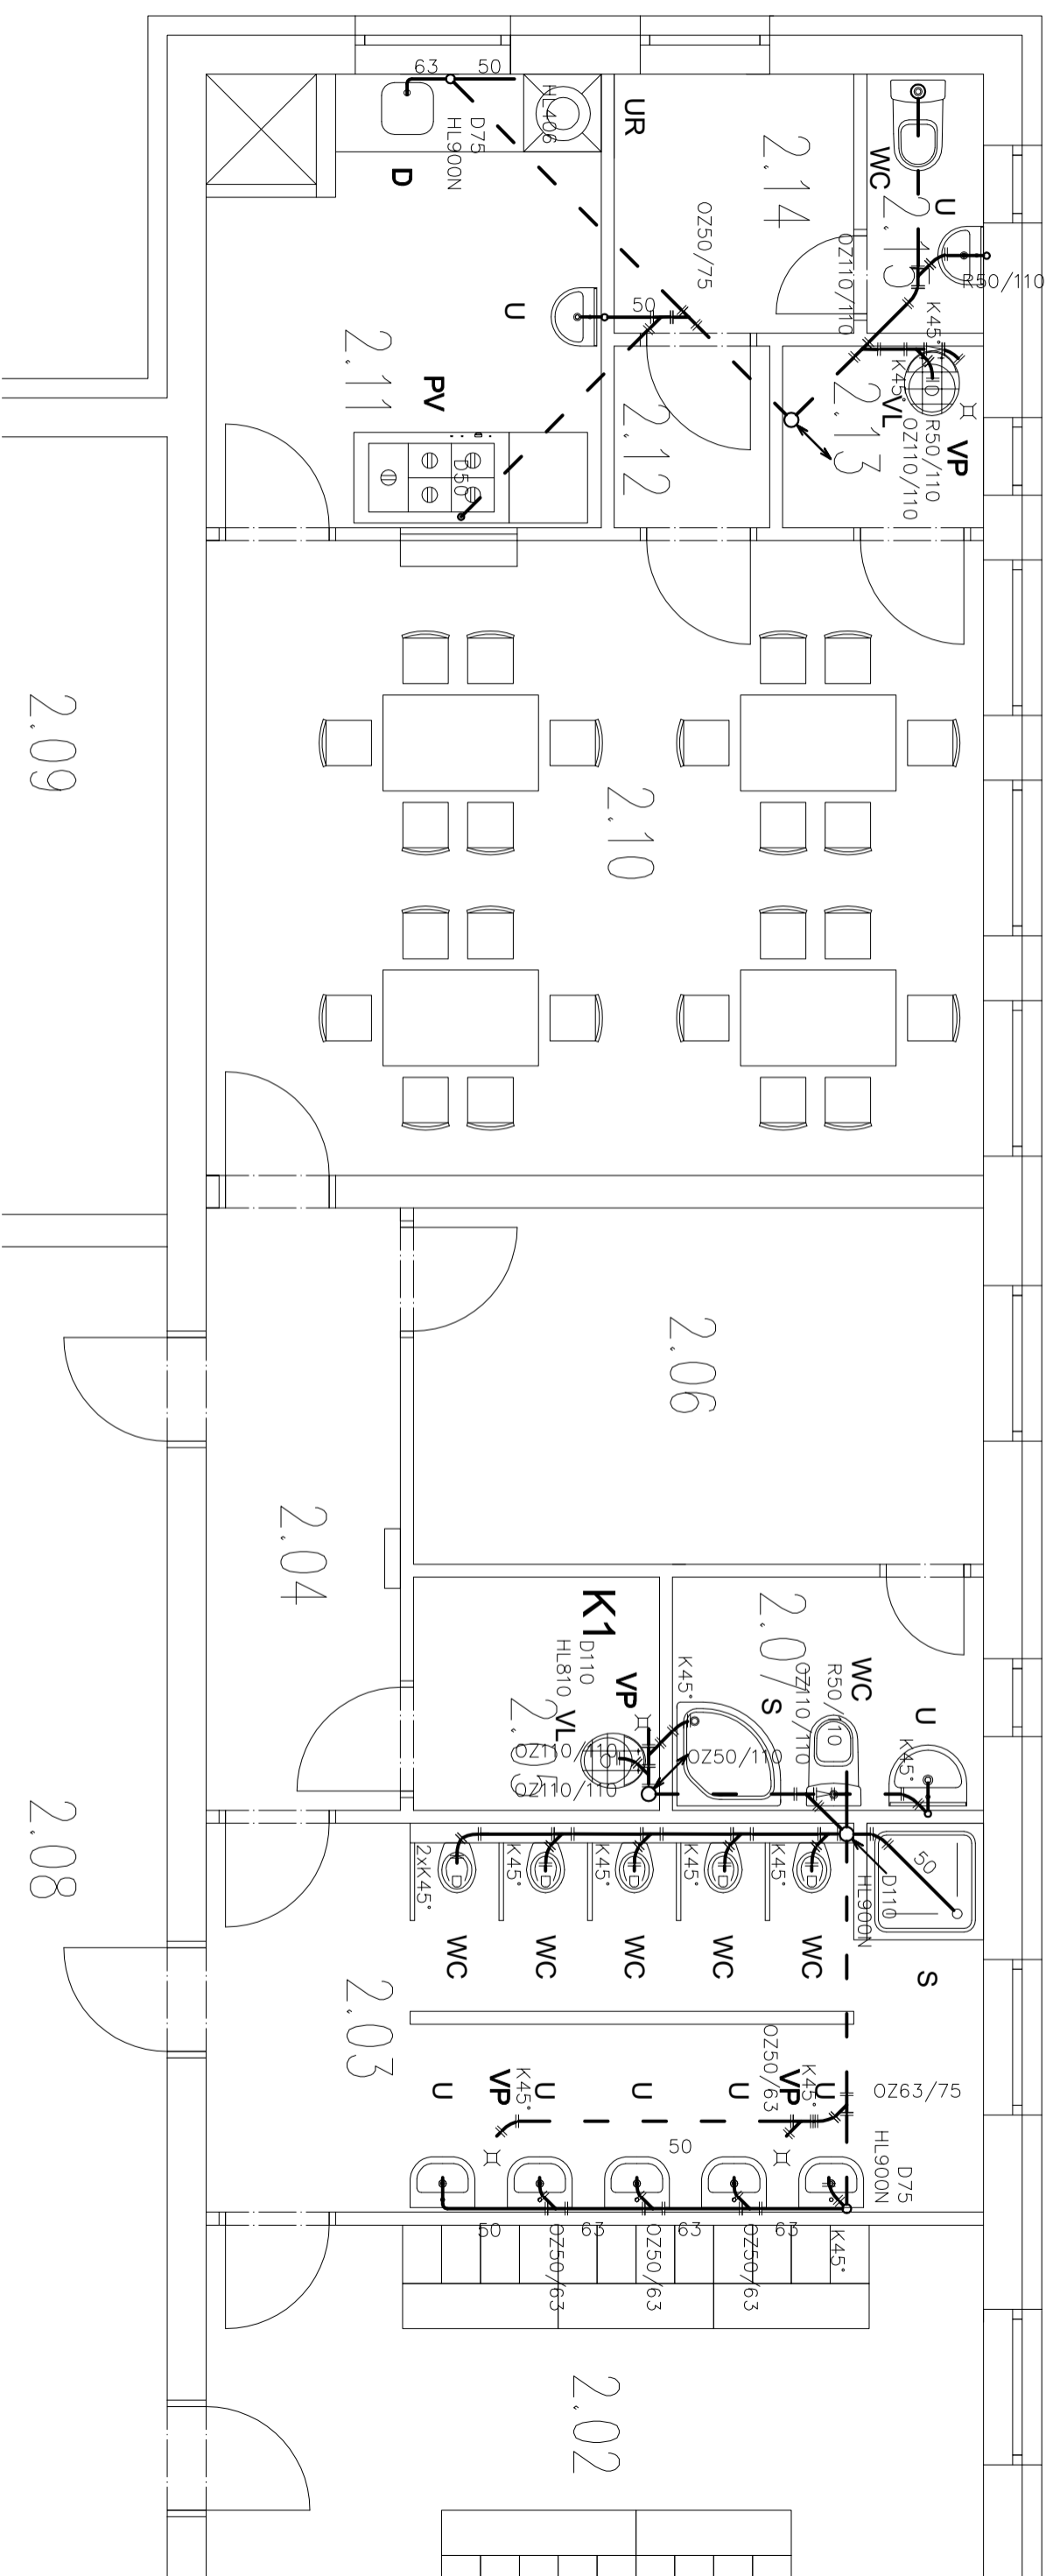 63
50
HL406
D75
HL900N
D
UR
2.14
WC
U
2.15
OZ50/75
OZ110/110
R50/110
50
U
2.11
PV
D50
2.12
2.13
K45°
K45°
VL
VP
R50/110
OZ110/110
2.09
2.10
2.06
2.04
K1
D110
HL810
VP
VL
OZ110/110
OZ110/110
K45°
2.07
S
OZ50/110
OZ110/110
R50/110
WC
U
K45°
2.08
2xK45°
K45°
K45°
K45°
K45°
50
D110
HL900N
S
WC
WC
WC
WC
WC
2.03
OZ50/63
K45°
K45°
OZ63/75
U
VP
U
U
U
VP
U
50
D75
HL900N
50
63
63
63
K45°
OZ50/63
OZ50/63
OZ50/63
2.02